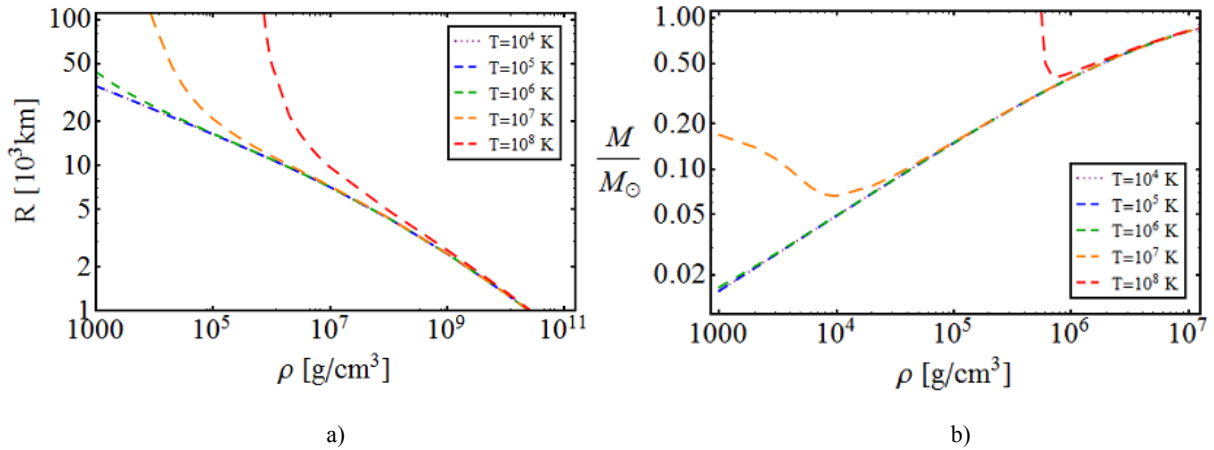 R [10³km]
100
50
20
10
5
2
1
1000
10⁵
10⁷
10⁹
10¹¹
ρ [g/cm³]
T=10⁴ K
T=10⁵ K
T=10⁶ K
T=10⁷ K
T=10⁸ K
a)
M
M☉
1.00
0.50
0.20
0.10
0.05
0.02
1000
10⁴
10⁵
10⁶
10⁷
ρ [g/cm³]
T=10⁴ K
T=10⁵ K
T=10⁶ K
T=10⁷ K
T=10⁸ K
b)